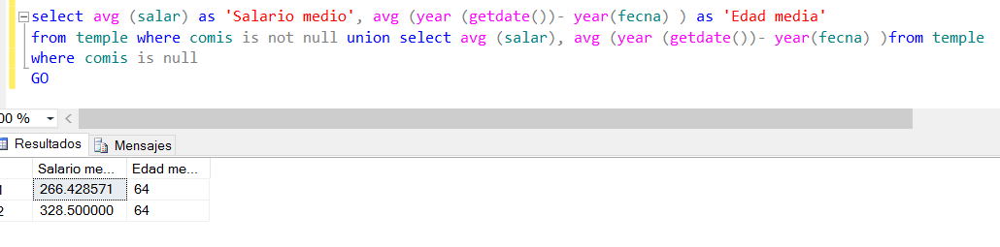 select avg (salar) as 'Salario medio', avg (year (getdate())- year(fecna) ) as 'Edad media'
from temple where comis is not null union select avg (salar), avg (year (getdate())- year(fecna) )from temple
where comis is null
GO
00 %
Resultados Mensajes
Salario me... Edad me...
1 266.428571 64
2 328.500000 64